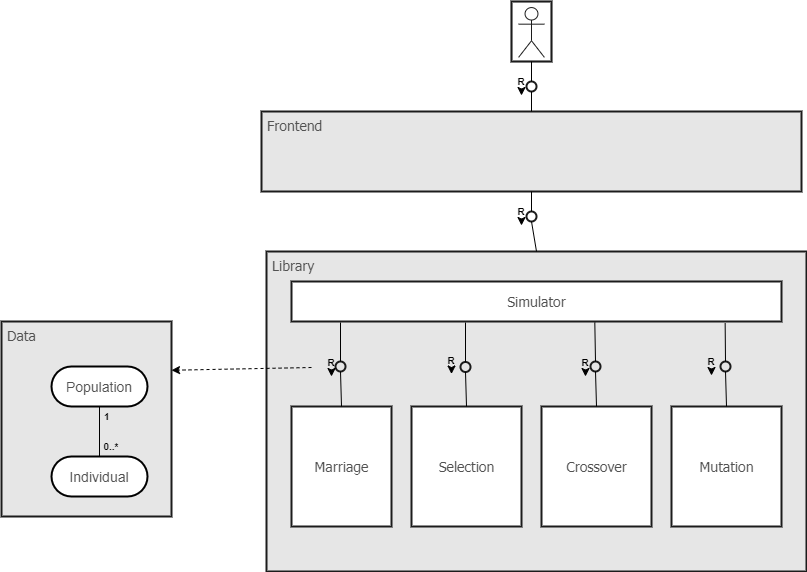 R
Frontend
R
Library
Simulator
Data
R
R
R
R
Population
1
0..*
Individual
Marriage
Selection
Crossover
Mutation